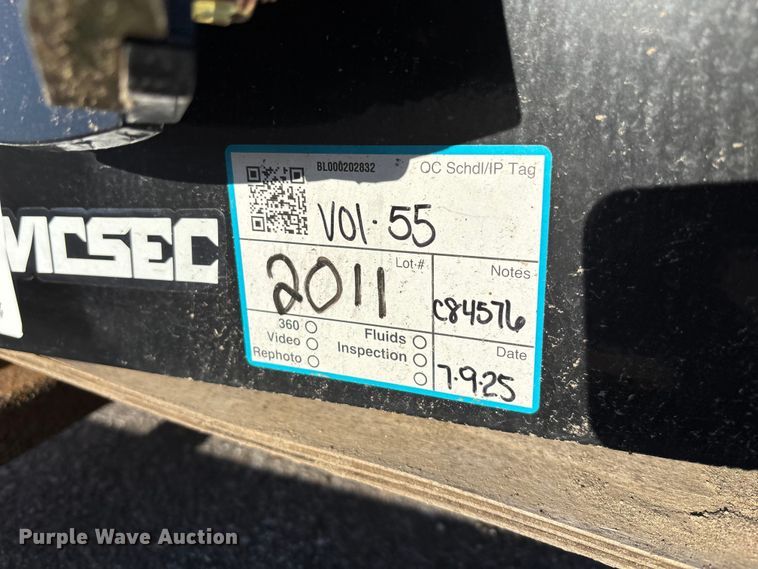 BL000202832
OC Schdl/IP Tag
VOI-55
Lot#
2011
Notes
C84576
360
Video
Rephoto
Fluids
Inspection
Date
7-9-25
MCSEC
Purple Wave Auction